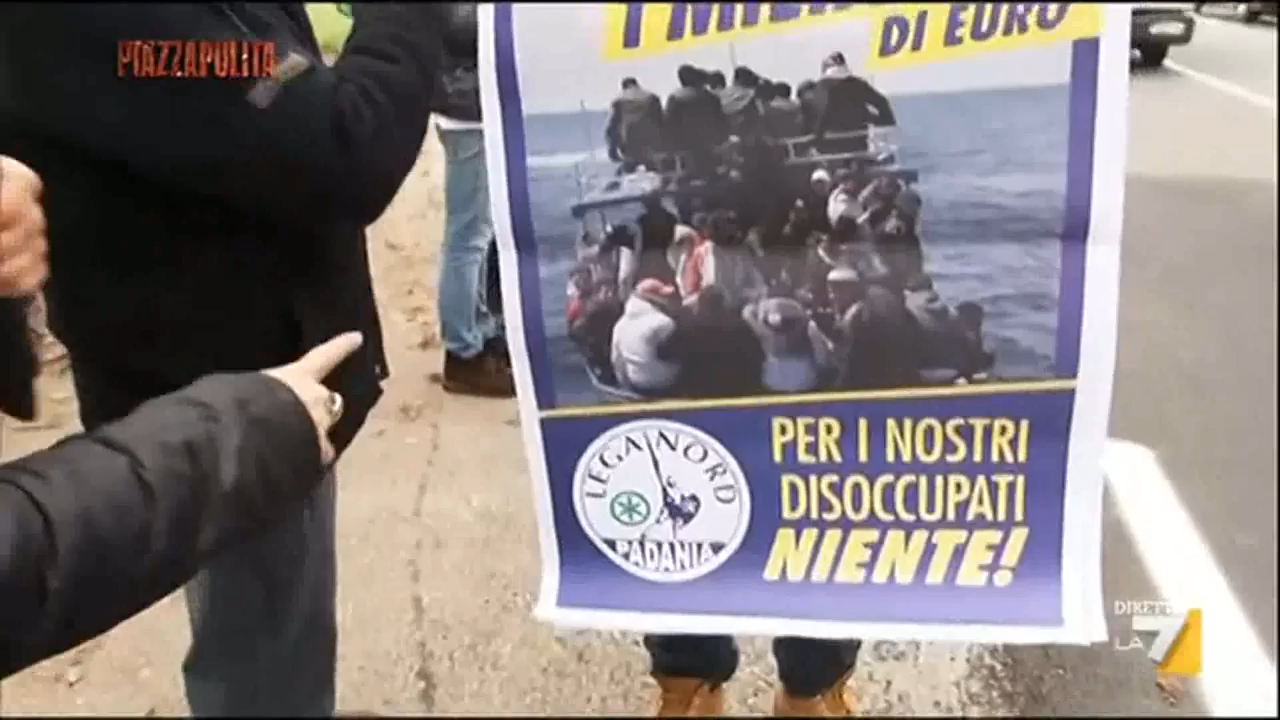 PIAZZAPULITA
DI EURO
LEGA NORD
PADANIA
PER I NOSTRI
DISOCCUPATI
NIENTE!
DIRETTA
LA7